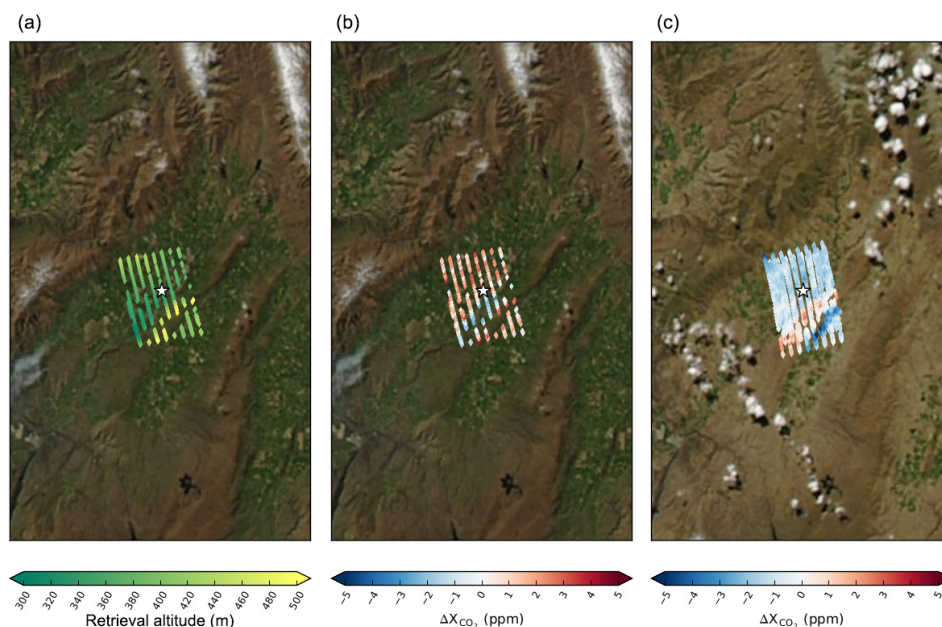 (a)
(b)
(c)
300 320 340 360 380 400 420 440 460 480 500
Retrieval altitude (m)
−5 −4 −3 −2 −1 0 1 2 3 4 5
ΔX_CO₂ (ppm)
−5 −4 −3 −2 −1 0 1 2 3 4 5
ΔX_CO₂ (ppm)